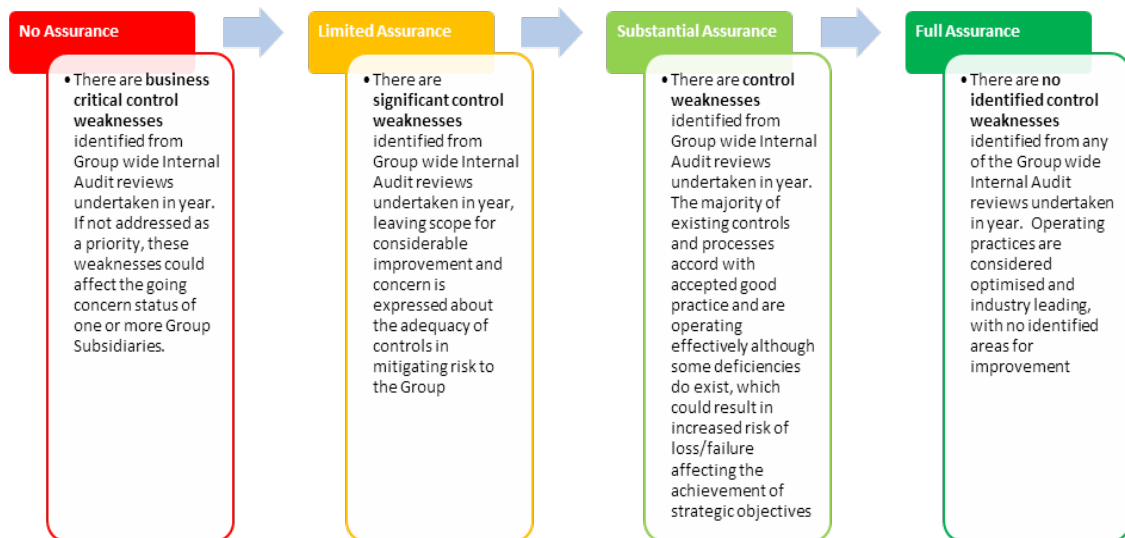 No Assurance
• There are business
critical control
weaknesses
identified from
Group wide Internal
Audit reviews
undertaken in year.
If not addressed as
a priority, these
weaknesses could
affect the going
concern status of
one or more Group
Subsidiaries.
Limited Assurance
• There are
significant control
weaknesses
identified from
Group wide Internal
Audit reviews
undertaken in year,
leaving scope for
considerable
improvement and
concern is
expressed about
the adequacy of
controls in
mitigating risk to
the Group
Substantial Assurance
• There are control
weaknesses
identified from
Group wide Internal
Audit reviews
undertaken in year.
The majority of
existing controls
and processes
accord with
accepted good
practice and are
operating
effectively although
some deficiencies
do exist, which
could result in
increased risk of
loss/failure
affecting the
achievement of
strategic objectives
Full Assurance
• There are no
identified control
weaknesses
identified from any
of the Group wide
Internal Audit
reviews undertaken
in year. Operating
practices are
considered
optimised and
industry leading,
with no identified
areas for
improvement